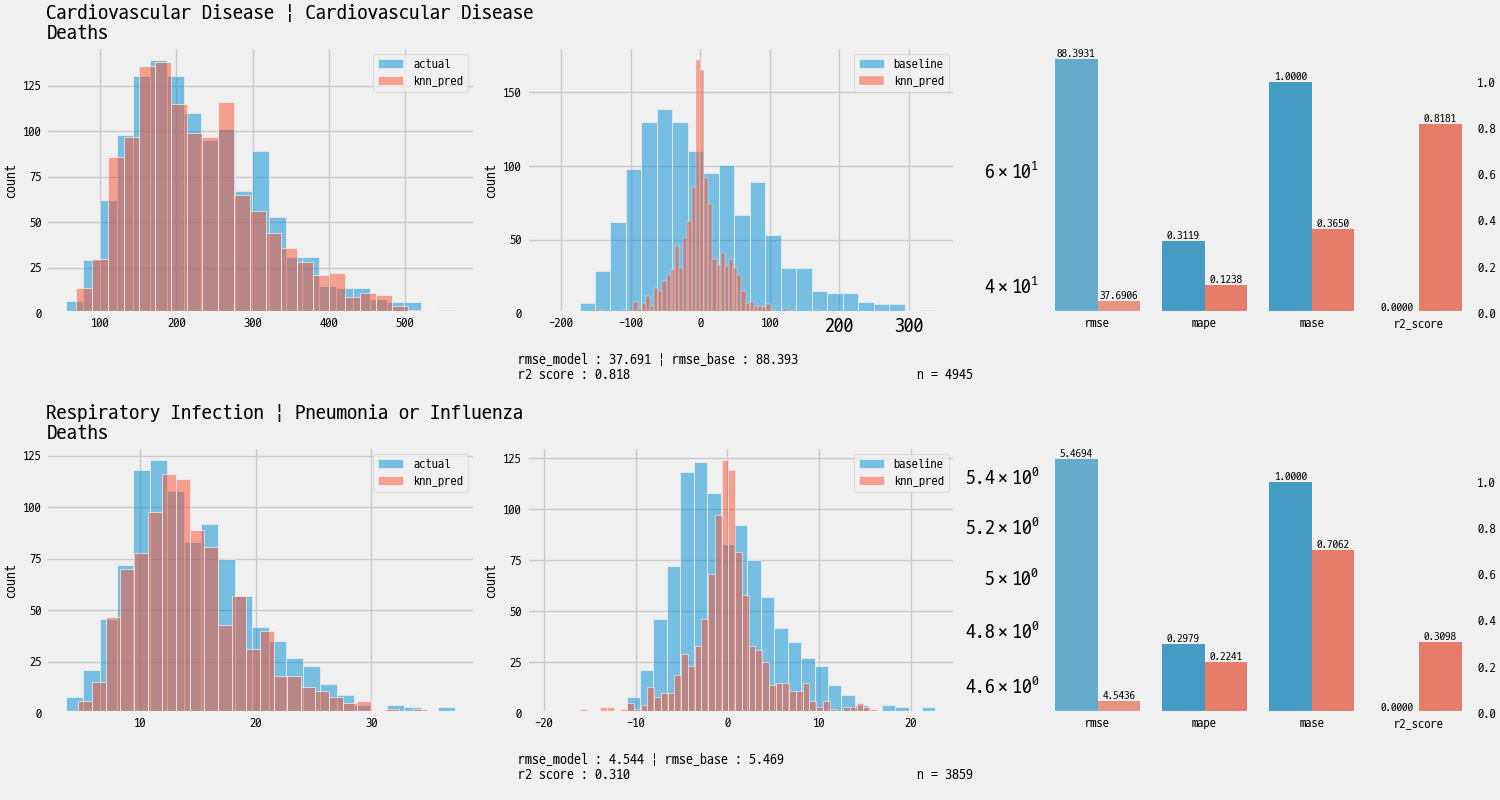 Cardiovascular Disease ¦ Cardiovascular Disease
Deaths
count
125
100
75
50
25
0
100
200
300
400
500
actual
knn_pred
count
150
100
50
0
−200
−100
0
100
200
300
baseline
knn_pred
rmse_model : 37.691 ¦ rmse_base : 88.393
r2 score : 0.818
n = 4945
6 × 10¹
4 × 10¹
88.3931
37.6906
0.3119
0.1238
1.0000
0.3650
0.0000
0.8181
rmse
mape
mase
r2_score
1.0
0.8
0.6
0.4
0.2
0.0
Respiratory Infection ¦ Pneumonia or Influenza
Deaths
count
125
100
75
50
25
0
10
20
30
actual
knn_pred
count
125
100
75
50
25
0
−20
−10
0
10
20
baseline
knn_pred
rmse_model : 4.544 ¦ rmse_base : 5.469
r2 score : 0.310
n = 3859
5.4 × 10⁰
5.2 × 10⁰
5 × 10⁰
4.8 × 10⁰
4.6 × 10⁰
5.4694
4.5436
0.2979
0.2241
1.0000
0.7062
0.0000
0.3098
rmse
mape
mase
r2_score
1.0
0.8
0.6
0.4
0.2
0.0